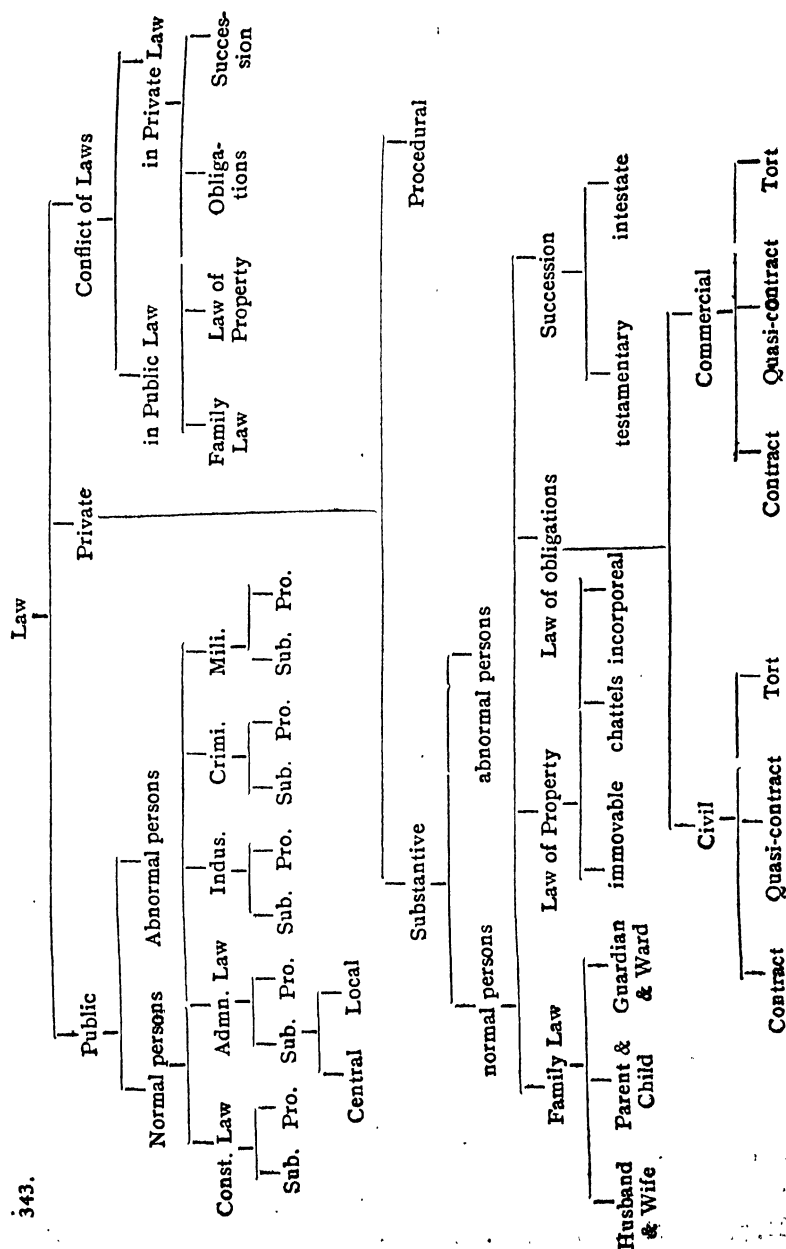 343.
Law
Public Private Conflict of Laws
Normal persons Abnormal persons
in Public Law in Private Law
Const. Law Admn. Law Indus. Crimi. Mili.
Family Law of Obliga- Succes-
Law Property tions sion
Sub. Pro. Sub. Pro. Sub. Pro. Sub. Pro. Sub. Pro.
Central Local
Substantive Procedural
normal persons abnormal persons
Family Law Law of Property Law of obligations Succession
Husband Parent & Guardian
& Wife Child & Ward
immovable chattels incorporeal
testamentary intestate
Civil Commercial
Contract Quasi-contract Tort Contract Quasi-contract Tort